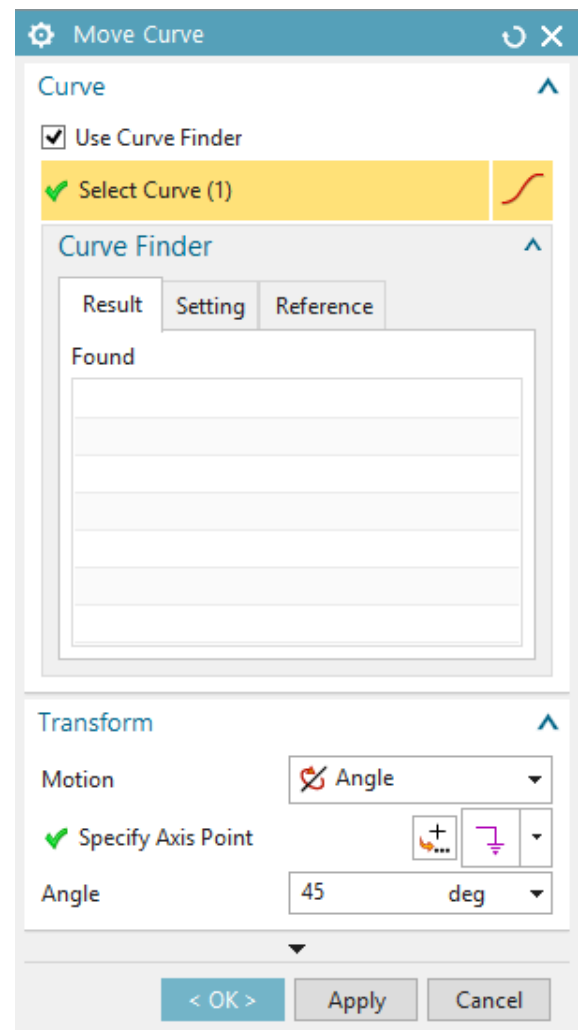 Move Curve
Curve
Use Curve Finder
Select Curve (1)
Curve Finder
Result Setting Reference
Found
Transform
Motion Angle
Specify Axis Point
Angle 45 deg
< OK > Apply Cancel